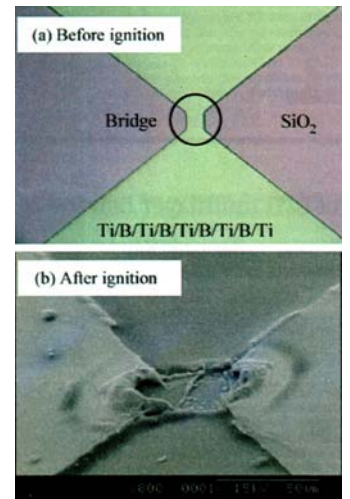 (a) Before ignition
Bridge
SiO₂
Ti/B/Ti/B/Ti/B/Ti/B/Ti
(b) After ignition